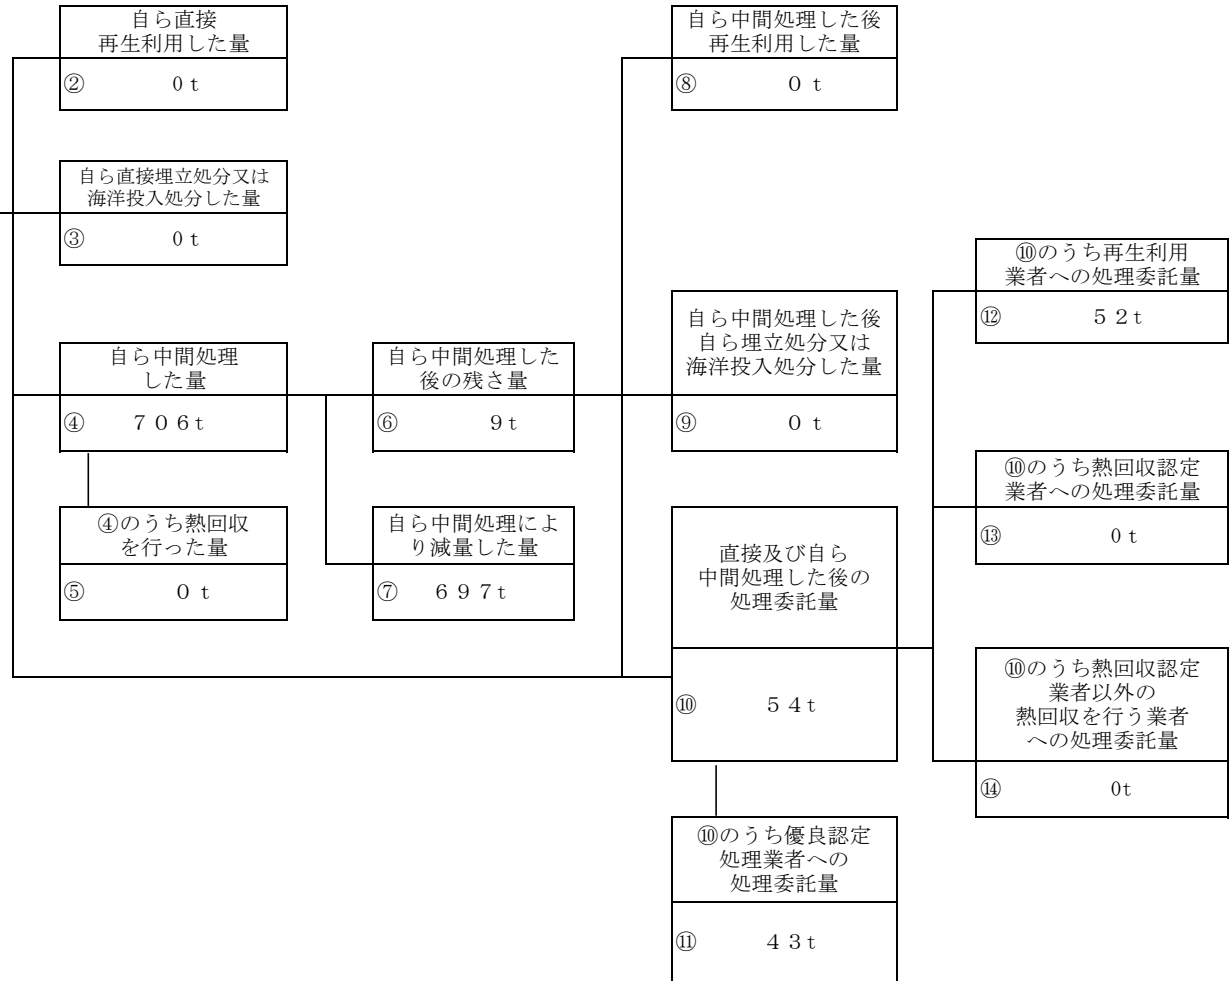 自ら直接
再生利用した量
② 0 t
自ら直接埋立処分又は
海洋投入処分した量
③ 0 t
自ら中間処理
した量
④ 706t
④のうち熱回収
を行った量
⑤ 0 t
自ら中間処理した
後の残さ量
⑥ 9t
自ら中間処理によ
り減量した量
⑦ 697t
自ら中間処理した後
再生利用した量
⑧ 0 t
自ら中間処理した後
自ら埋立処分又は
海洋投入処分した量
⑨ 0 t
直接及び自ら
中間処理した後の
処理委託量
⑩ 54t
⑩のうち優良認定
処理業者への
処理委託量
⑪ 43t
⑩のうち再生利用
業者への処理委託量
⑫ 52t
⑩のうち熱回収認定
業者への処理委託量
⑬ 0 t
⑩のうち熱回収認定
業者以外の
熱回収を行う業者
への処理委託量
⑭ 0t